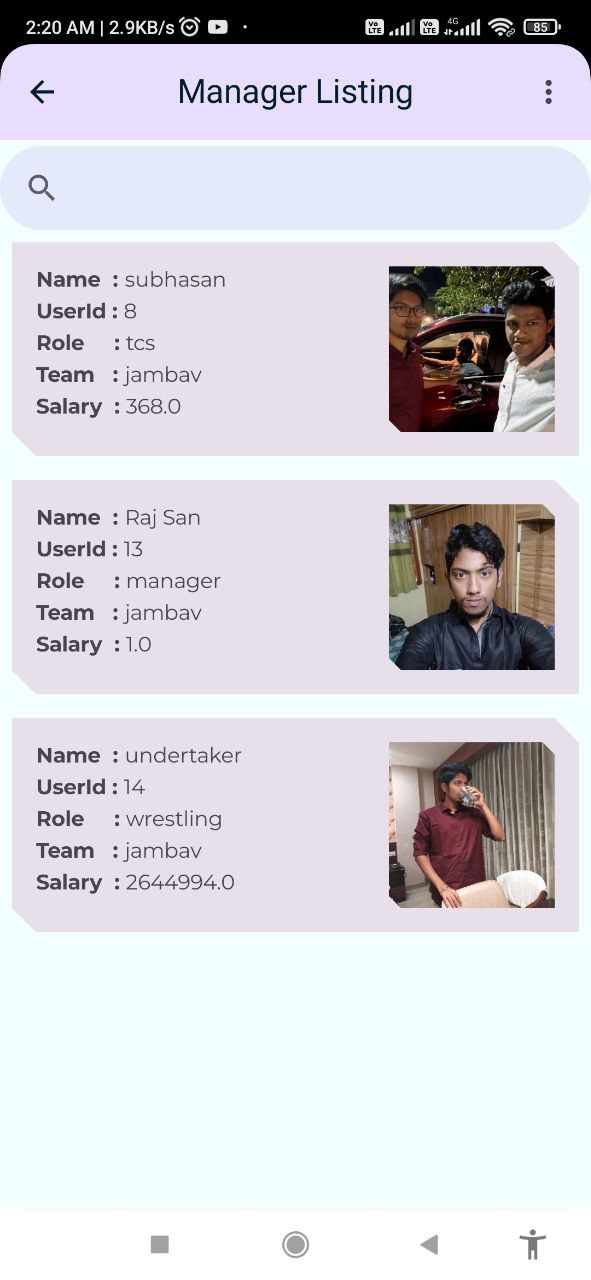 2:20 AM | 2.9KB/s
Vo LTE Vo LTE 4G 85
Manager Listing
Name : subhasan
UserId : 8
Role : tcs
Team : jambav
Salary : 368.0
Name : Raj San
UserId : 13
Role : manager
Team : jambav
Salary : 1.0
Name : undertaker
UserId : 14
Role : wrestling
Team : jambav
Salary : 2644994.0